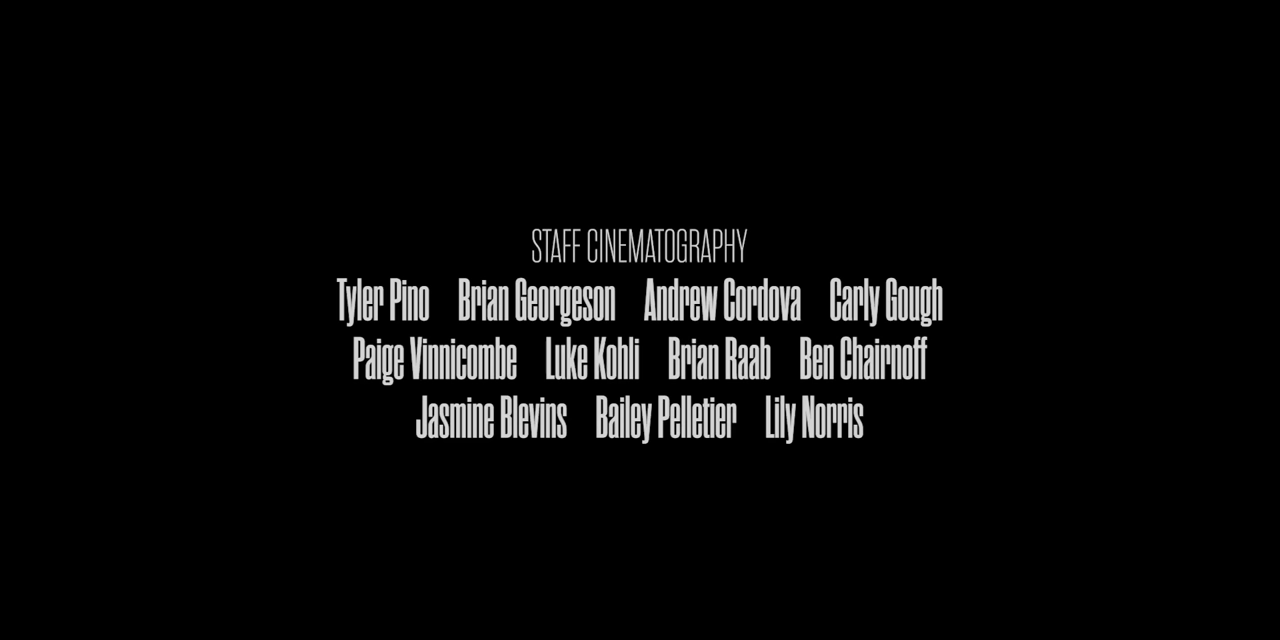 STAFF CINEMATOGRAPHY
Tyler Pino Brian Georgeson Andrew Cordova Carly Gough
Paige Vinnicombe Luke Kohli Brian Raab Ben Chairnoff
Jasmine Blevins Bailey Pelletier Lily Norris